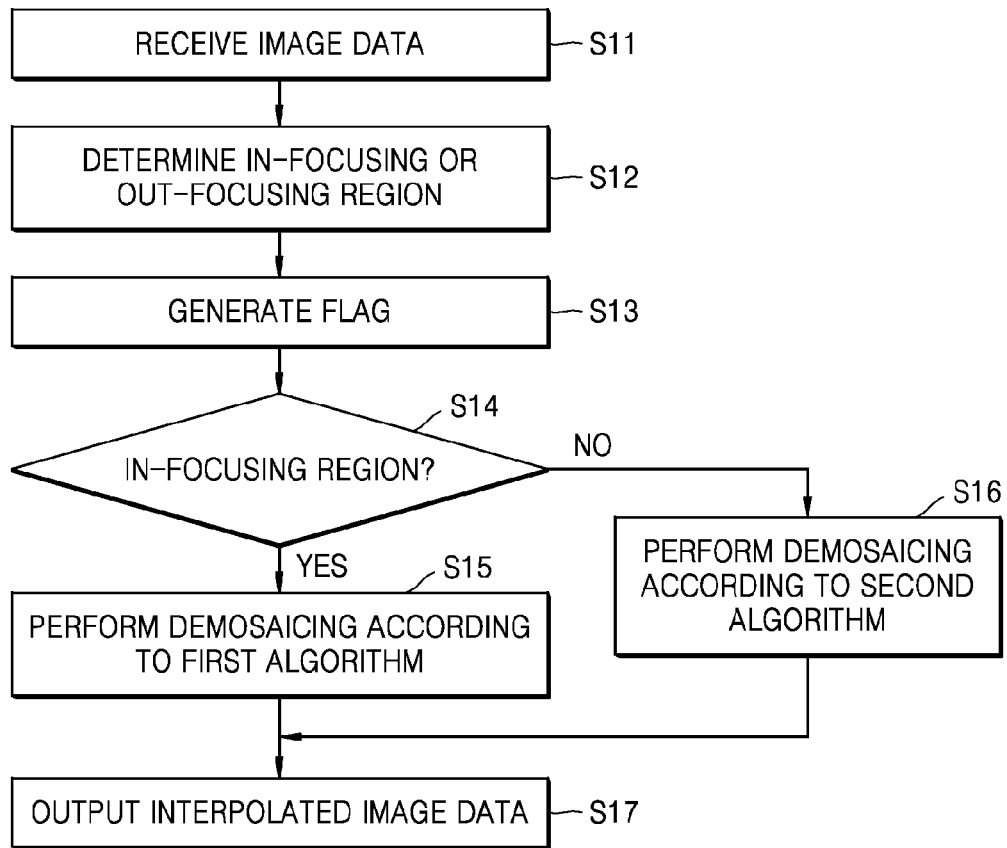 RECEIVE IMAGE DATA
S11
DETERMINE IN-FOCUSING OR
OUT-FOCUSING REGION
S12
GENERATE FLAG
S13
S14
IN-FOCUSING REGION?
NO
YES
S15
PERFORM DEMOSAICING ACCORDING
TO FIRST ALGORITHM
S16
PERFORM DEMOSAICING
ACCORDING TO SECOND
ALGORITHM
OUTPUT INTERPOLATED IMAGE DATA
S17